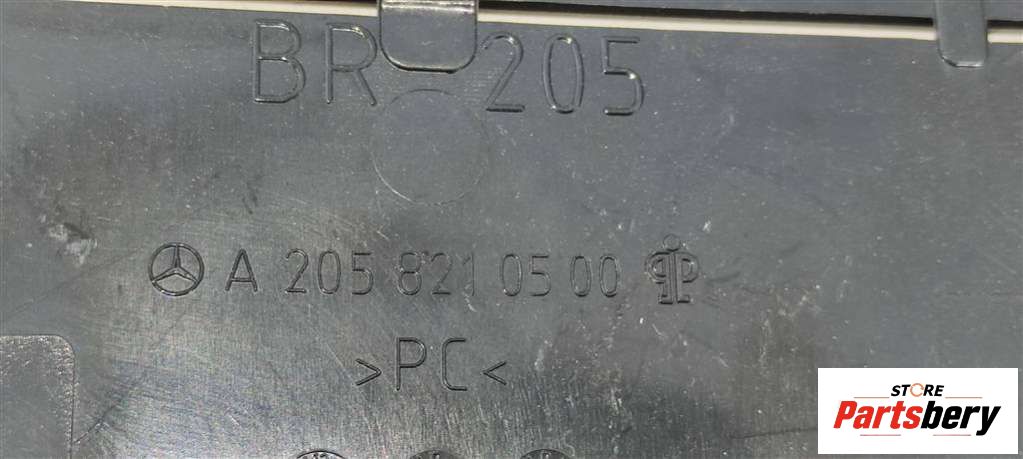 BR 205
A 205 821 05 00
>PC<
STORE
Partsbery